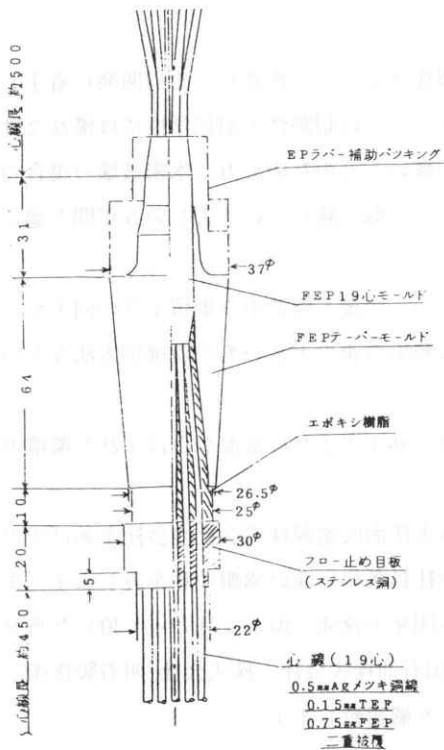 心線長 約1500
EPラバー補助パツキング
31
37φ
FEP19心モールド
FEPテーパーモールド
64
エポキシ樹脂
26.5φ
25φ
10
30φ
20
フロー止め目板
(ステンレス鋼)
5
22φ
心線長 約450
心線(19心)
0.5mmAgメツキ銅線
0.15mmTEP
0.75mmFEP
二重被覆